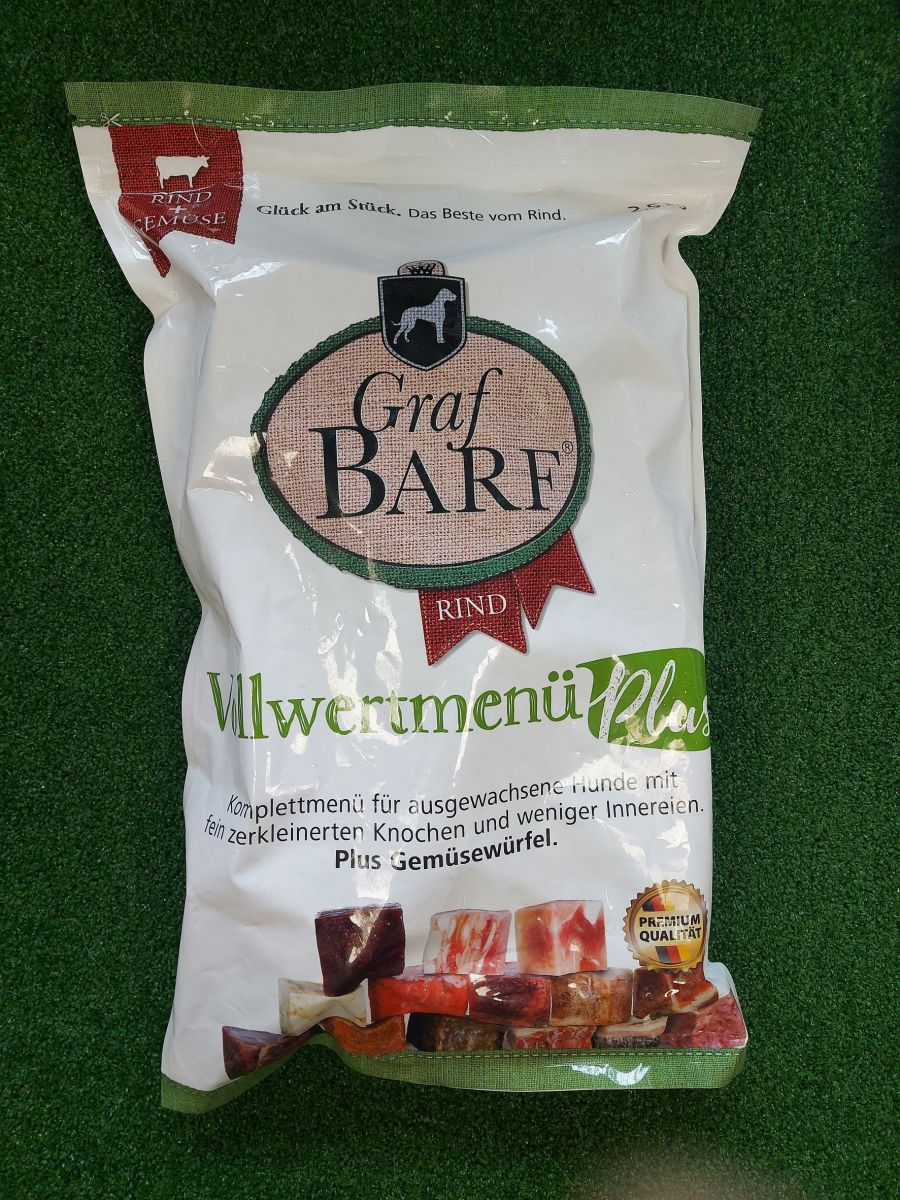 RIND
+
GEMÜSE
Glück am Stück. Das Beste vom Rind.
Graf
BARF®
RIND
Vollwertmenü Plus
Komplettmenü für ausgewachsene Hunde mit
fein zerkleinerten Knochen und weniger Innereien.
Plus Gemüsewürfel.
PREMIUM
QUALITÄT